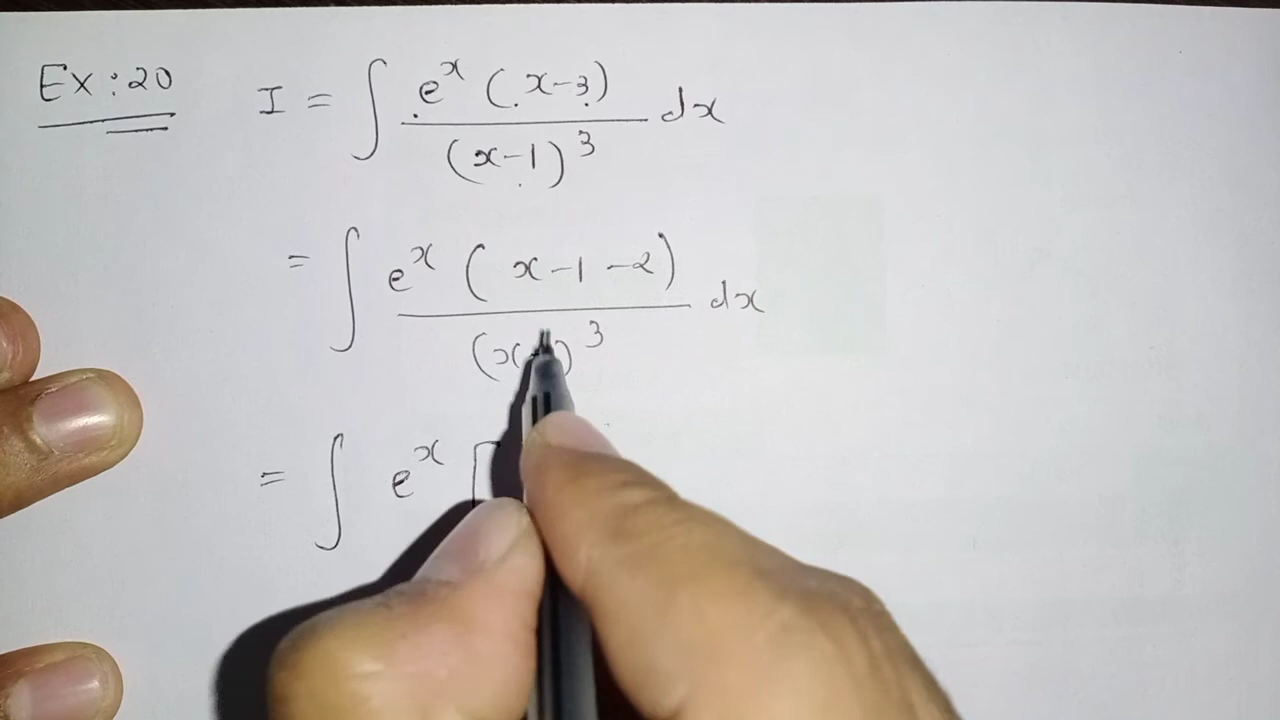 Ex:20 I = ∫ e^x (x-3) / (x-1)^3 dx
= ∫ e^x (x-1-2) / (x-1)^3 dx
= ∫ e^x [